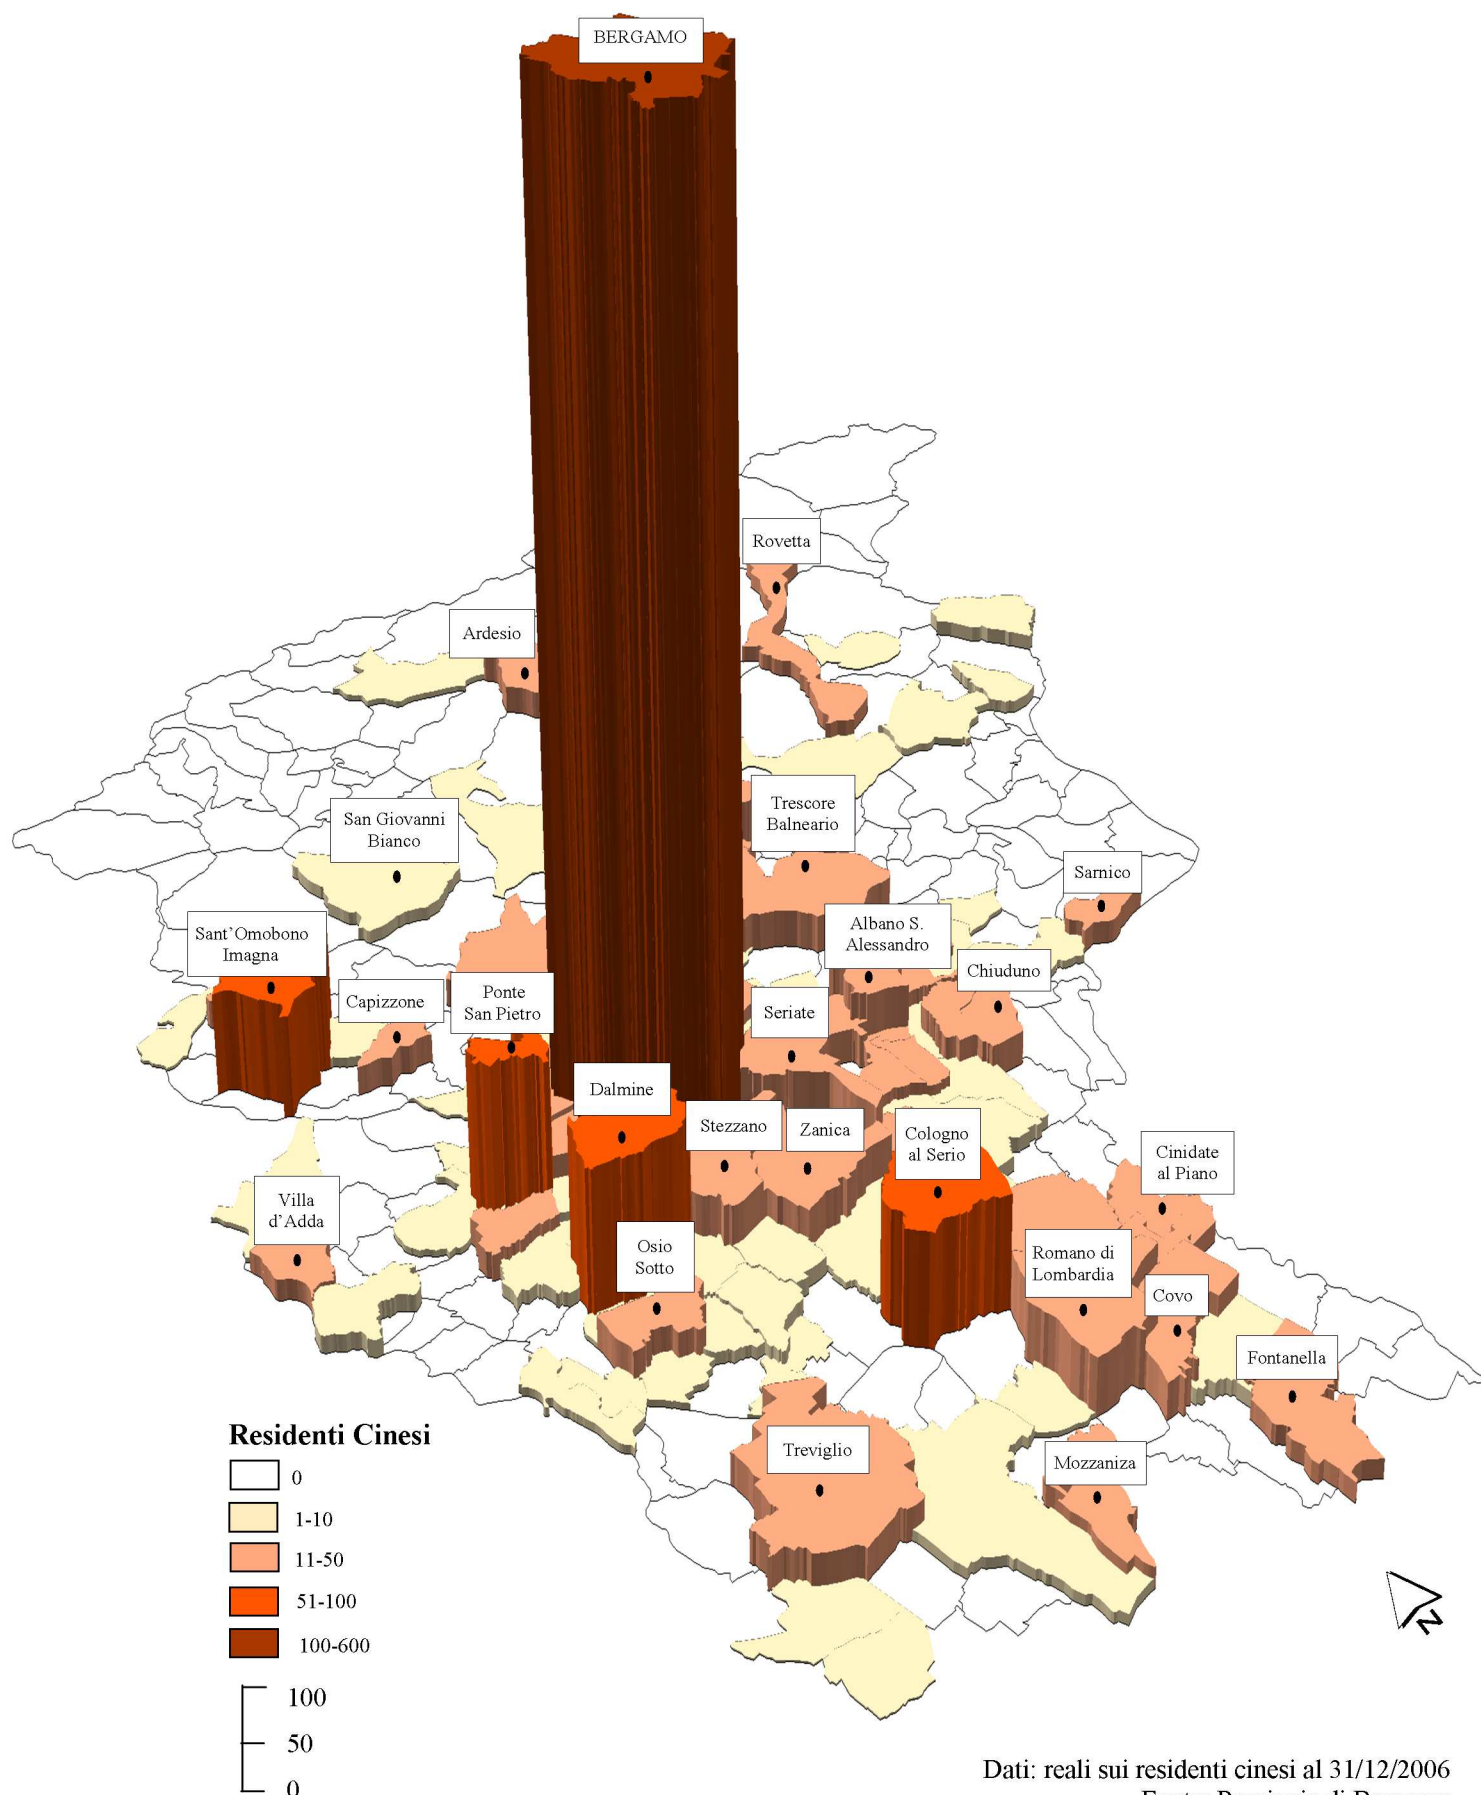 BERGAMO
Rovetta
Ardesio
Trescore
Balneario
San Giovanni
Bianco
Sarnico
Sant'Omobono
Imagna
Albano S.
Alessandro
Chiuduno
Capizzone
Ponte
San Pietro
Seriate
Dalmine
Stezzano
Zanica
Cologno
al Serio
Cinidate
al Piano
Villa
d'Adda
Osio
Sotto
Romano di
Lombardia
Covo
Fontanella
Treviglio
Mozzaniza
Residenti Cinesi
0
1-10
11-50
51-100
100-600
100
50
0
N
Dati: reali sui residenti cinesi al 31/12/2006